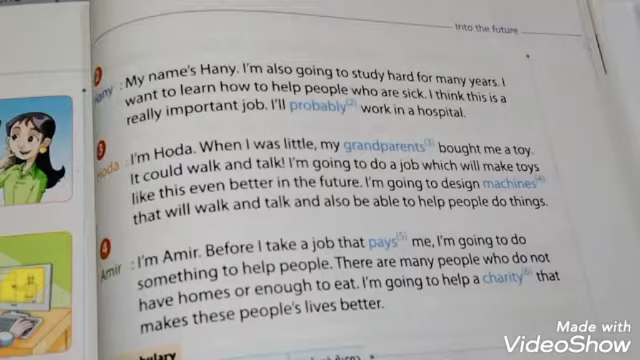 Into the future
2
Hany : My name's Hany. I'm also going to study hard for many years. I
want to learn how to help people who are sick. I think this is a
really important job. I'll probably(2) work in a hospital.
3
Hoda : I'm Hoda. When I was little, my grandparents(3) bought me a toy.
It could walk and talk! I'm going to do a job which will make toys
like this even better in the future. I'm going to design machines(4)
that will walk and talk and also be able to help people do things.
4
Amir : I'm Amir. Before I take a job that pays(5) me, I'm going to do
something to help people. There are many people who do not
have homes or enough to eat. I'm going to help a charity(6) that
makes these people's lives better.
Made with
VideoShow